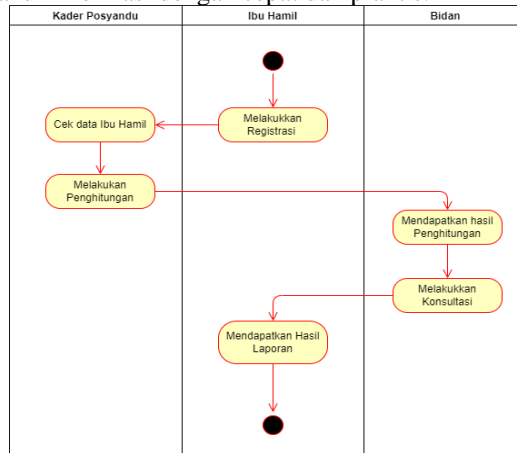 Kader Posyandu
Ibu Hamil
Bidan
Melakukkan
Registrasi
Cek data Ibu Hamil
Melakukan
Penghitungan
Mendapatkan hasil
Penghitungan
Melakukkan
Konsultasi
Mendapatkan Hasil
Laporan